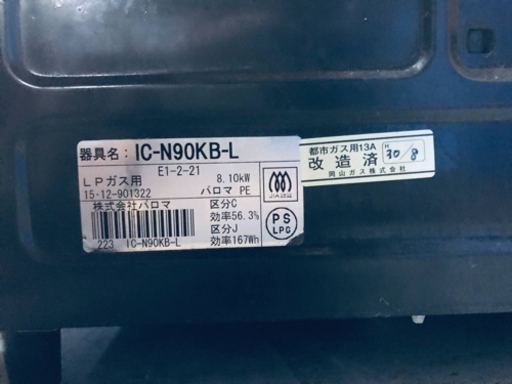 器具名：IC-N90KB-L
E1-2-21
LPガス用 8.10kW
15-12-901322 パロマ PE
株式会社パロマ 区分C
効率56.3%
区分J
223 IC-N90KB-L 効率167Wh
PS
LPG
都市ガス用13A
改造済
H
30/8
岡山ガス株式会社